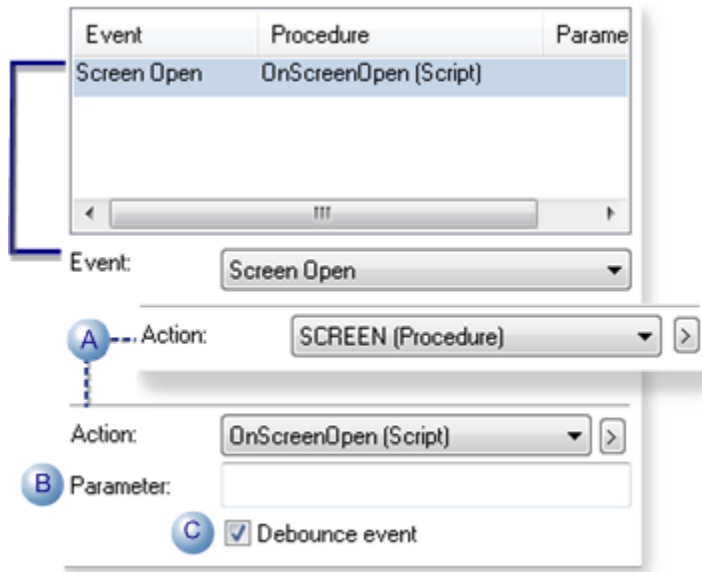 Event Procedure Parame
Screen Open OnScreenOpen (Script)
Event: Screen Open
A Action: SCREEN (Procedure) >
Action: OnScreenOpen (Script) >
B Parameter:
C Debounce event